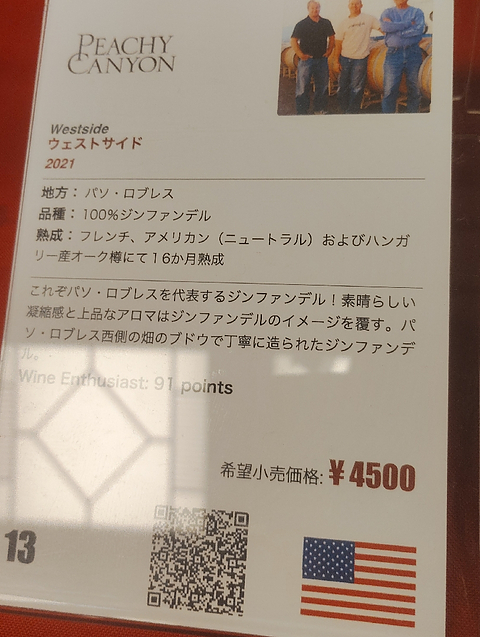 PEACHY
CANYON
Westside
ウェストサイド
2021
地方：パソ・ロブレス
品種：100%ジンファンデル
熟成：フレンチ、アメリカン（ニュートラル）およびハンガ
リー産オーク樽にて16か月熟成
これぞパソ・ロブレスを代表するジンファンデル！素晴らしい
凝縮感と上品なアロマはジンファンデルのイメージを覆す。パ
ソ・ロブレス西側の畑のブドウで丁寧に造られたジンファンデ
ル。
Wine Enthusiast: 91 points
希望小売価格: ¥4500
13